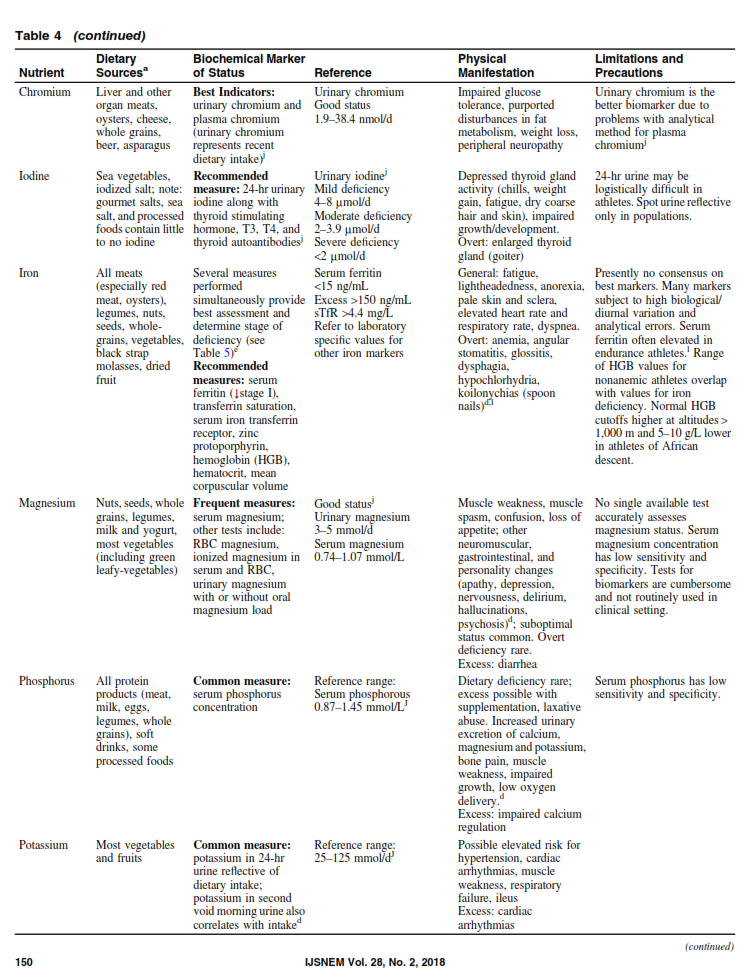 Table 4 (continued)
Nutrient
Dietary
Sourcesᵃ
Biochemical Marker
of Status
Reference
Physical
Manifestation
Limitations and
Precautions
Chromium
Liver and other
organ meats,
oysters, cheese,
whole grains,
beer, asparagus
Best Indicators:
urinary chromium and
plasma chromium
(urinary chromium
represents recent
dietary intake)ʲ
Urinary chromium
Good status
1.9–38.4 nmol/d
Impaired glucose
tolerance, purported
disturbances in fat
metabolism, weight loss,
peripheral neuropathy
Urinary chromium is the
better biomarker due to
problems with analytical
method for plasma
chromiumʲ
Iodine
Sea vegetables,
iodized salt; note:
gourmet salts, sea
salt, and processed
foods contain little
to no iodine
Recommended
measure: 24-hr urinary
iodine along with
thyroid stimulating
hormone, T3, T4, and
thyroid autoantibodiesʲ
Urinary iodineʲ
Mild deficiency
4–8 μmol/d
Moderate deficiency
2–3.9 μmol/d
Severe deficiency
<2 μmol/d
Depressed thyroid gland
activity (chills, weight
gain, fatigue, dry coarse
hair and skin), impaired
growth/development.
Overt: enlarged thyroid
gland (goiter)
24-hr urine may be
logistically difficult in
athletes. Spot urine reflective
only in populations.
Iron
All meats
(especially red
meat, oysters),
legumes, nuts,
seeds, whole-
grains, vegetables,
black strap
molasses, dried
fruit
Several measures
performed
simultaneously provide
best assessment and
determine stage of
deficiency (see
Table 5)ᵉ
Recommended
measures: serum
ferritin (↓stage I),
transferrin saturation,
serum iron transferrin
receptor, zinc
protoporphyrin,
hemoglobin (HGB),
hematocrit, mean
corpuscular volume
Serum ferritin
<15 ng/mL
Excess >150 ng/mL
sTfR >4.4 mg/L
Refer to laboratory
specific values for
other iron markers
General: fatigue,
lightheadedness, anorexia,
pale skin and sclera,
elevated heart rate and
respiratory rate, dyspnea.
Overt: anemia, angular
stomatitis, glossitis,
dysphagia,
hypochlorhydria,
koilonychias (spoon
nails)ᵈ,ˡ
Presently no consensus on
best markers. Many markers
subject to high biological/
diurnal variation and
analytical errors. Serum
ferritin often elevated in
endurance athletes.ˡ Range
of HGB values for
nonanemic athletes overlap
with values for iron
deficiency. Normal HGB
cutoffs higher at altitudes >
1,000 m and 5–10 g/L lower
in athletes of African
descent.
Magnesium
Nuts, seeds, whole
grains, legumes,
milk and yogurt,
most vegetables
(including green
leafy-vegetables)
Frequent measures:
serum magnesium;
other tests include:
RBC magnesium,
ionized magnesium in
serum and RBC,
urinary magnesium
with or without oral
magnesium load
Good statusʲ
Urinary magnesium
3–5 mmol/d
Serum magnesium
0.74–1.07 mmol/L
Muscle weakness, muscle
spasm, confusion, loss of
appetite; other
neuromuscular,
gastrointestinal, and
personality changes
(apathy, depression,
nervousness, delirium,
hallucinations,
psychosis)ᵈ; suboptimal
status common. Overt
deficiency rare.
Excess: diarrhea
No single available test
accurately assesses
magnesium status. Serum
magnesium concentration
has low sensitivity and
specificity. Tests for
biomarkers are cumbersome
and not routinely used in
clinical setting.
Phosphorus
All protein
products (meat,
milk, eggs,
legumes, whole
grains), soft
drinks, some
processed foods
Common measure:
serum phosphorus
concentration
Reference range:
Serum phosphorous
0.87–1.45 mmol/Lᴶ
Dietary deficiency rare;
excess possible with
supplementation, laxative
abuse. Increased urinary
excretion of calcium,
magnesium and potassium,
bone pain, muscle
weakness, impaired
growth, low oxygen
delivery.ᵈ
Excess: impaired calcium
regulation
Serum phosphorus has low
sensitivity and specificity.
Potassium
Most vegetables
and fruits
Common measure:
potassium in 24-hr
urine reflective of
dietary intake;
potassium in second
void morning urine also
correlates with intakeᵈ
Reference range:
25–125 mmol/dᴶ
Possible elevated risk for
hypertension, cardiac
arrhythmias, muscle
weakness, respiratory
failure, ileus
Excess: cardiac
arrhythmias
(continued)
150
IJSNEM Vol. 28, No. 2, 2018